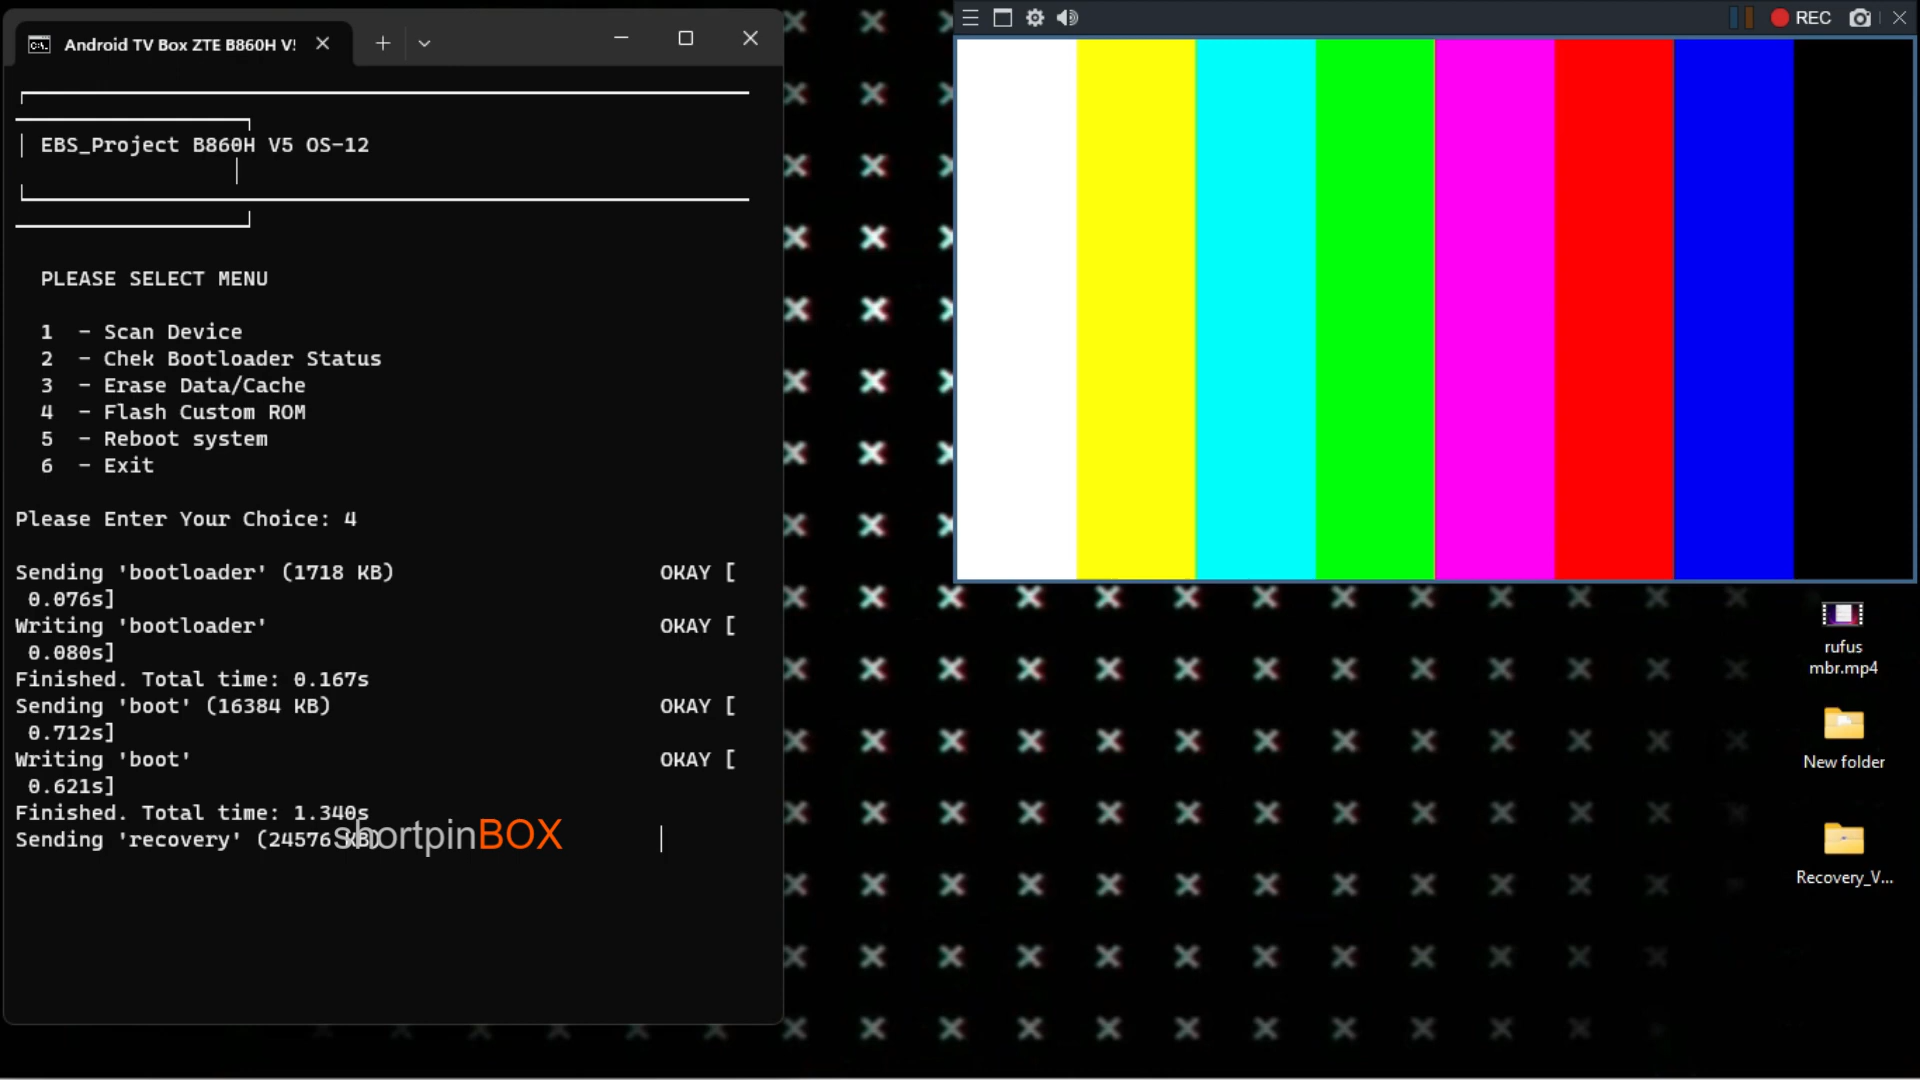 Android TV Box ZTE B860H V!
REC
EBS_Project B860H V5 OS-12
PLEASE SELECT MENU
1 - Scan Device
2 - Chek Bootloader Status
3 - Erase Data/Cache
4 - Flash Custom ROM
5 - Reboot system
6 - Exit
Please Enter Your Choice: 4
Sending 'bootloader' (1718 KB) OKAY [
0.076s]
Writing 'bootloader' OKAY [
0.080s]
Finished. Total time: 0.167s
Sending 'boot' (16384 KB) OKAY [
0.712s]
Writing 'boot' OKAY [
0.621s]
Finished. Total time: 1.340s
Sending 'recovery' (24576 KB)
shortpinBOX
rufus
mbr.mp4
New folder
Recovery_V...